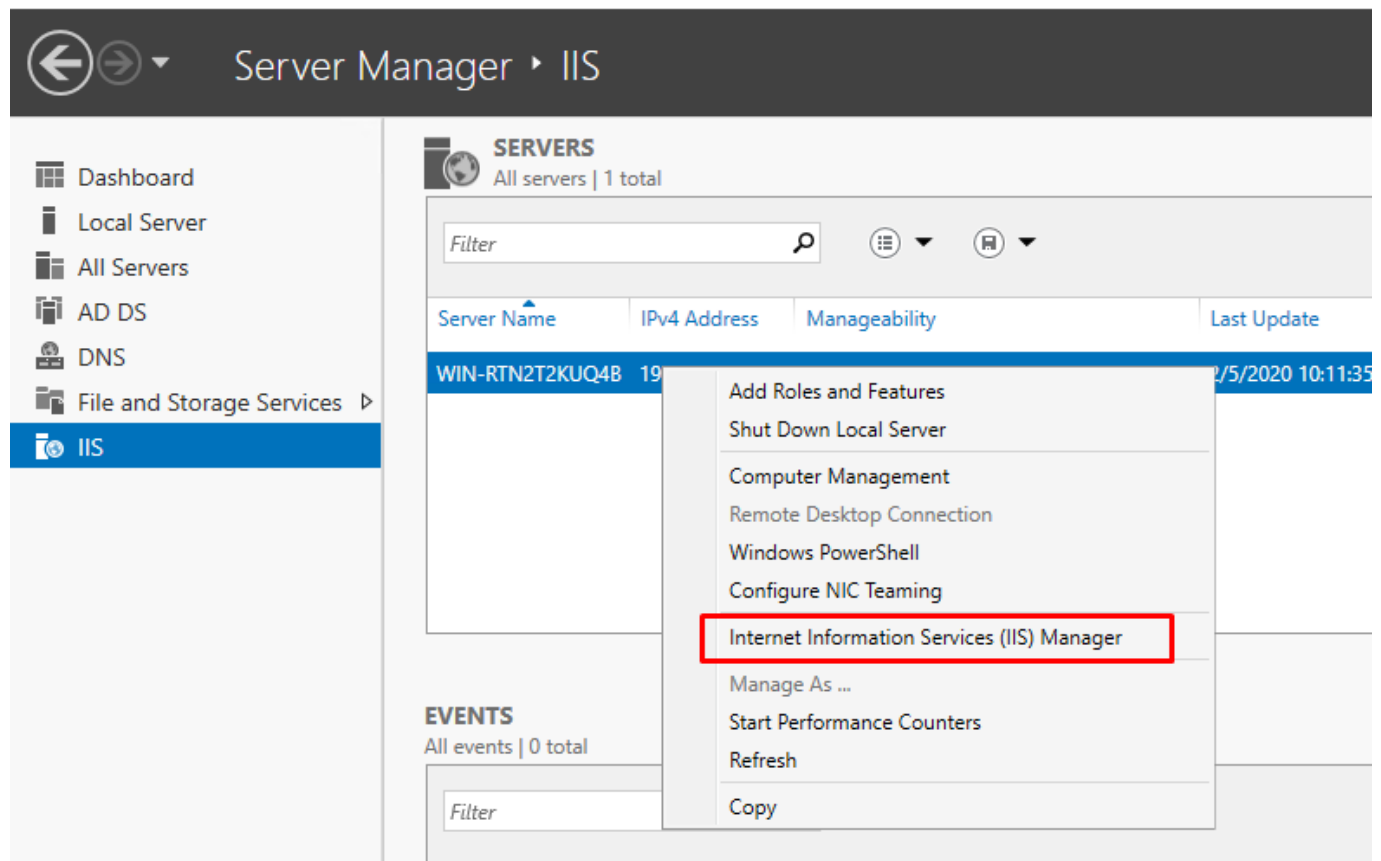 Server Manager ‣ IIS
Dashboard
Local Server
All Servers
AD DS
DNS
File and Storage Services
IIS
SERVERS
All servers | 1 total
Filter
Server Name IPv4 Address Manageability Last Update
WIN-RTN2T2KUQ4B 19 2/5/2020 10:11:35
Add Roles and Features
Shut Down Local Server
Computer Management
Remote Desktop Connection
Windows PowerShell
Configure NIC Teaming
Internet Information Services (IIS) Manager
Manage As ...
Start Performance Counters
Refresh
Copy
EVENTS
All events | 0 total
Filter